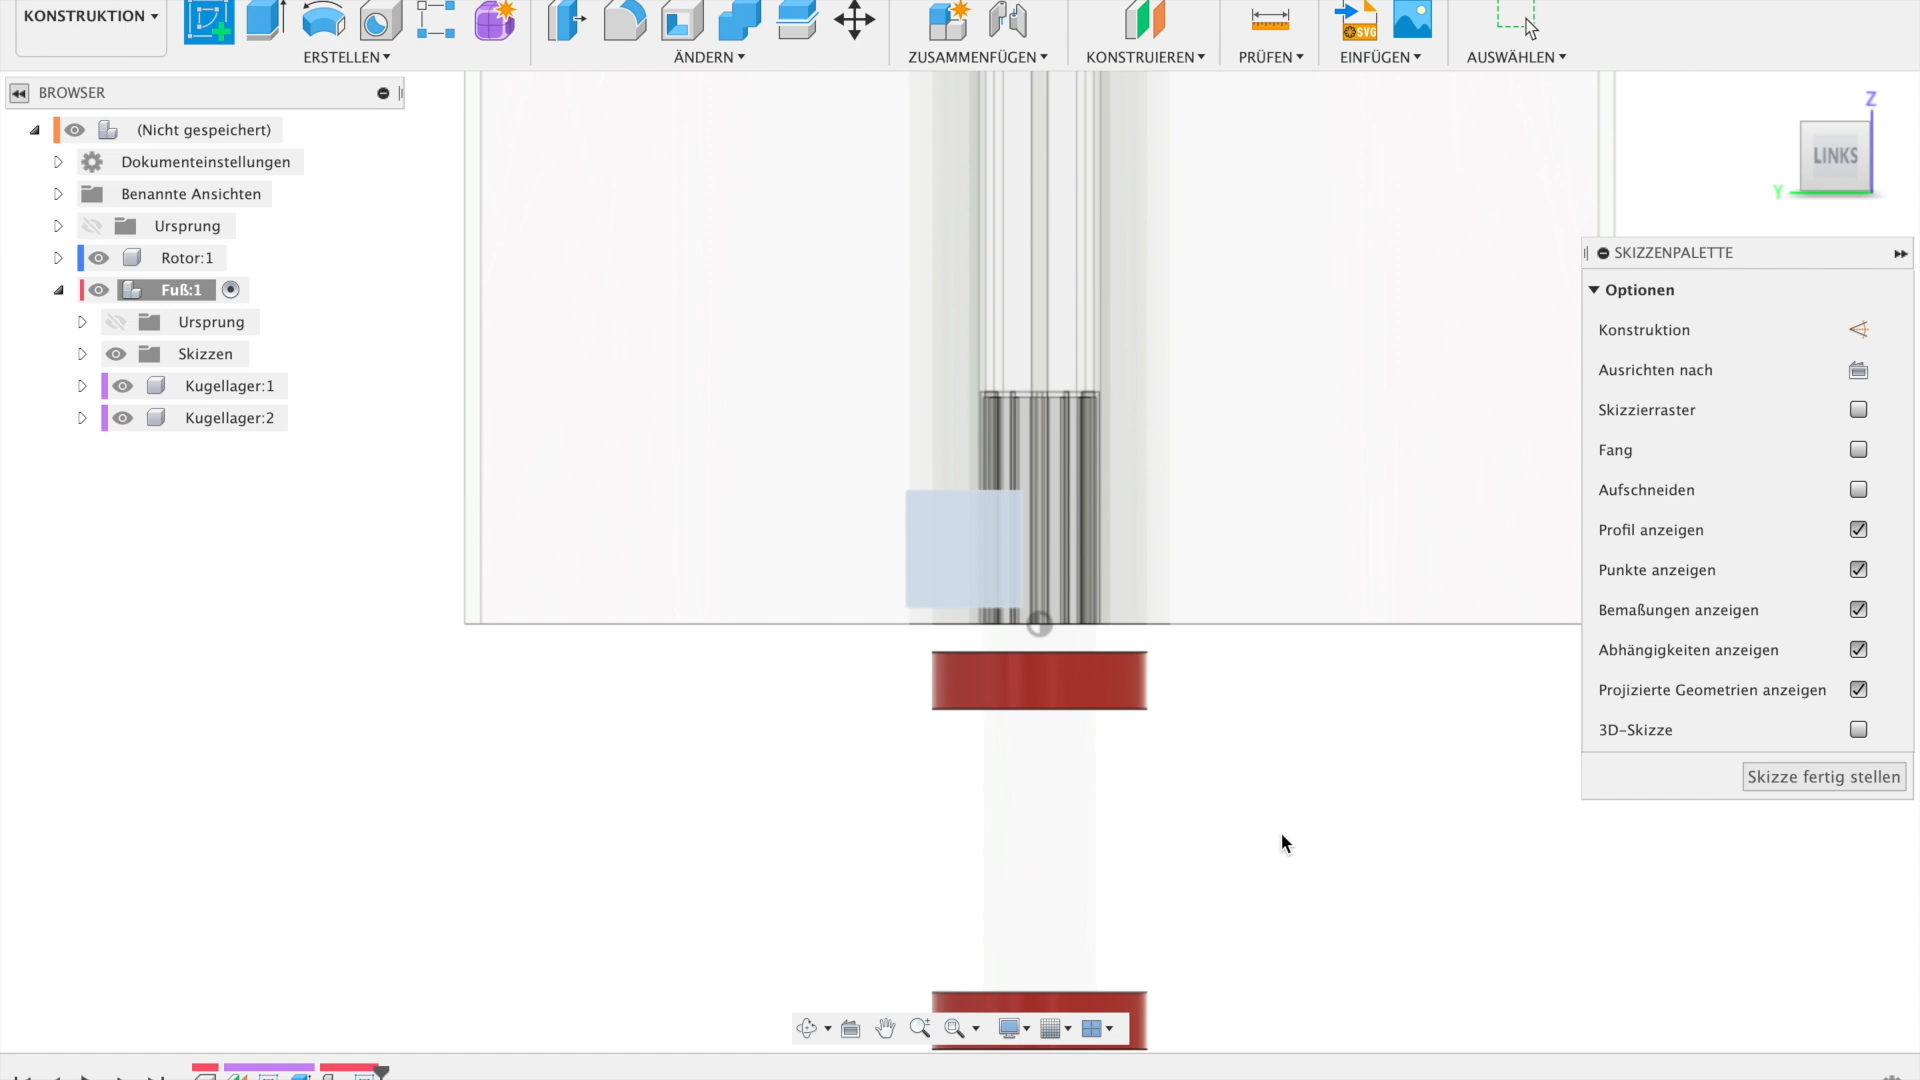 KONSTRUKTION
ERSTELLEN
ÄNDERN
ZUSAMMENFÜGEN
KONSTRUIEREN
PRÜFEN
EINFÜGEN
AUSWÄHLEN
SVG
BROWSER
(Nicht gespeichert)
Dokumenteinstellungen
Benannte Ansichten
Ursprung
Rotor:1
Fuß:1
Ursprung
Skizzen
Kugellager:1
Kugellager:2
Z
LINKS
Y
SKIZZENPALETTE
Optionen
Konstruktion
Ausrichten nach
Skizzierraster
Fang
Aufschneiden
Profil anzeigen
Punkte anzeigen
Bemaßungen anzeigen
Abhängigkeiten anzeigen
Projizierte Geometrien anzeigen
3D-Skizze
Skizze fertig stellen